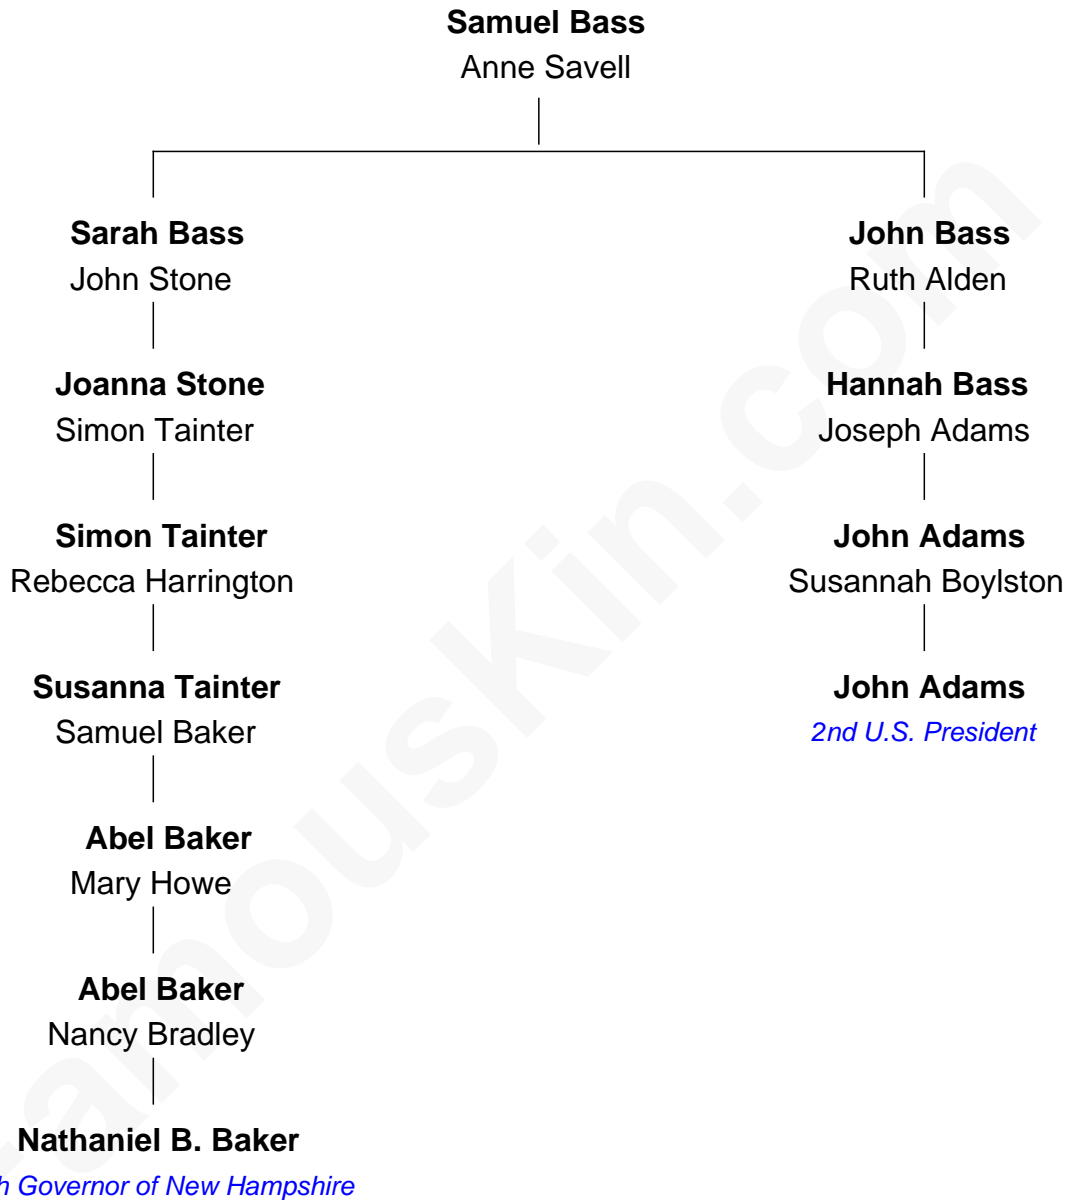 Samuel Bass
Anne Savell
Sarah Bass
John Stone
John Bass
Ruth Alden
Joanna Stone
Simon Tainter
Hannah Bass
Joseph Adams
Simon Tainter
Rebecca Harrington
John Adams
Susannah Boylston
Susanna Tainter
Samuel Baker
John Adams
2nd U.S. President
Abel Baker
Mary Howe
Abel Baker
Nancy Bradley
Nathaniel B. Baker
h Governor of New Hampshire
FamousKin.com